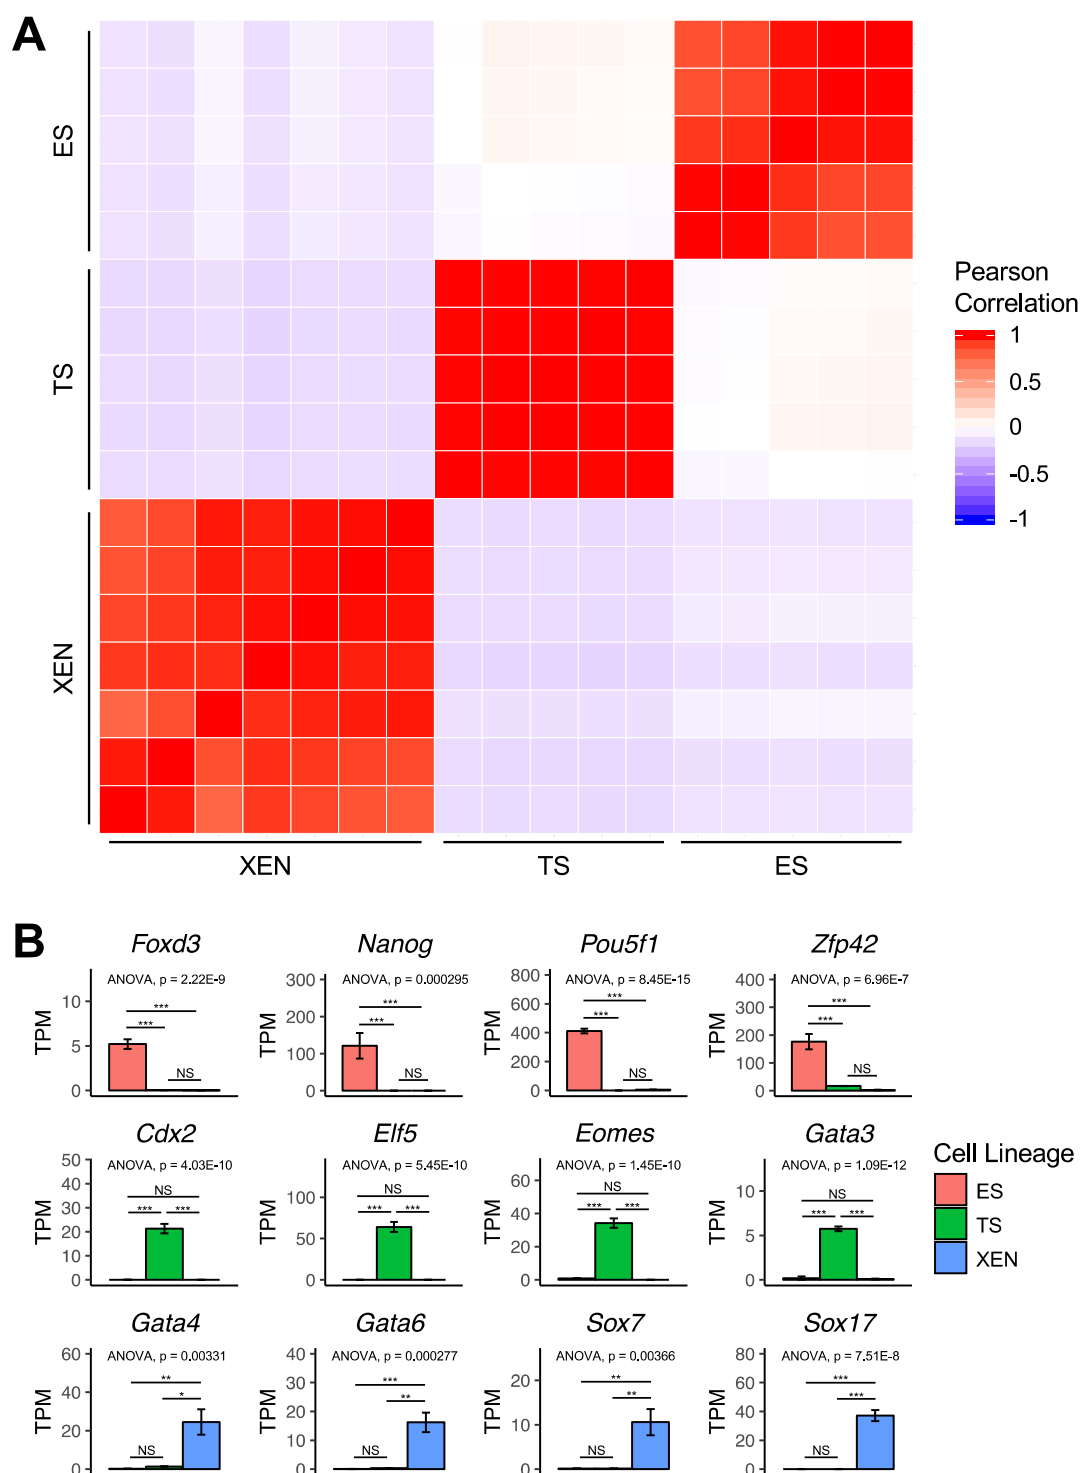 A
ES
TS
XEN
XEN TS ES
Pearson
Correlation
1
0.5
0
-0.5
-1
B
Foxd3 Nanog Pou5f1 Zfp42
ANOVA, p = 2.22E-9
TPM
10
5
0
***
***
NS
ANOVA, p = 0.000295
TPM
300
200
100
0
***
***
NS
ANOVA, p = 8.45E-15
TPM
800
600
400
200
0
***
***
NS
ANOVA, p = 6.96E-7
TPM
400
300
200
100
0
***
***
NS
Cdx2 Elf5 Eomes Gata3
ANOVA, p = 4.03E-10
TPM
50
40
30
20
10
0
NS
*** ***
ANOVA, p = 5.45E-10
TPM
100
50
0
NS
*** ***
ANOVA, p = 1.45E-10
TPM
60
40
20
0
NS
*** ***
ANOVA, p = 1.09E-12
TPM
10
5
0
NS
*** ***
Cell Lineage
ES
TS
XEN
Gata4 Gata6 Sox7 Sox17
ANOVA, p = 0.00331
TPM
60
40
20
0
**
*
NS
ANOVA, p = 0.000277
TPM
40
30
20
10
0
***
**
NS
ANOVA, p = 0.00366
TPM
20
10
0
**
**
NS
ANOVA, p = 7.51E-8
TPM
80
60
40
20
0
***
***
NS